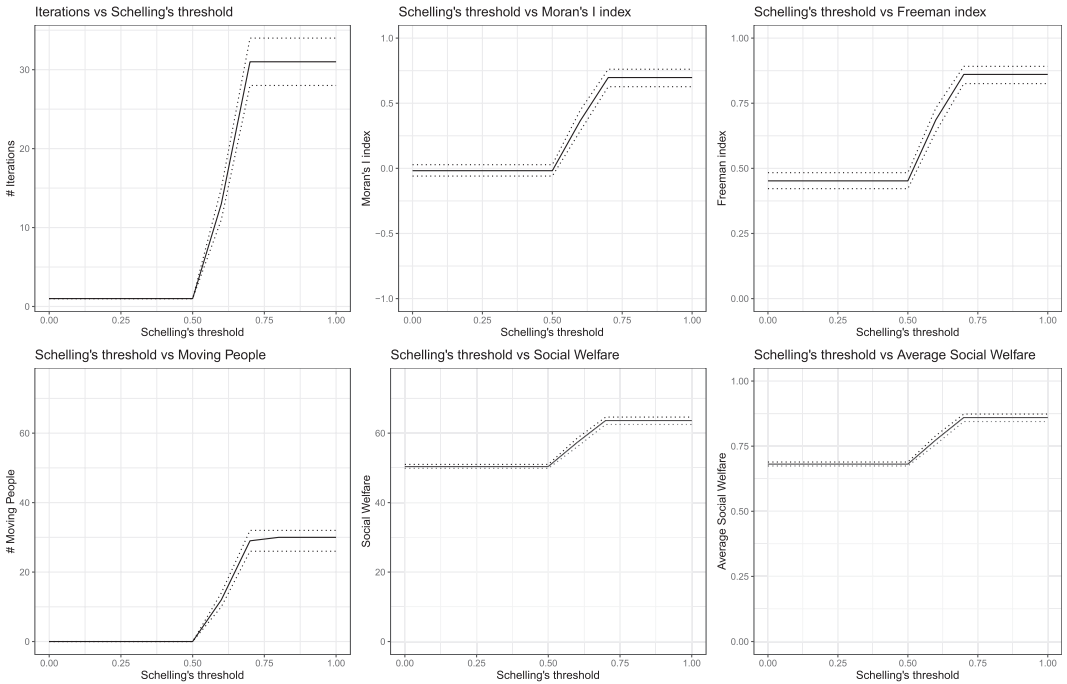 Iterations vs Schelling's threshold
# Iterations
30
20
10
0
0.00 0.25 0.50 0.75 1.00
Schelling's threshold
Schelling's threshold vs Moran's I index
Moran's I index
1.0
0.5
0.0
−0.5
−1.0
0.00 0.25 0.50 0.75 1.00
Schelling's threshold
Schelling's threshold vs Freeman index
Freeman index
1.00
0.75
0.50
0.25
0.00
0.00 0.25 0.50 0.75 1.00
Schelling's threshold
Schelling's threshold vs Moving People
# Moving People
60
40
20
0
0.00 0.25 0.50 0.75 1.00
Schelling's threshold
Schelling's threshold vs Social Welfare
Social Welfare
60
40
20
0
0.00 0.25 0.50 0.75 1.00
Schelling's threshold
Schelling's threshold vs Average Social Welfare
Average Social Welfare
1.00
0.75
0.50
0.25
0.00
0.00 0.25 0.50 0.75 1.00
Schelling's threshold